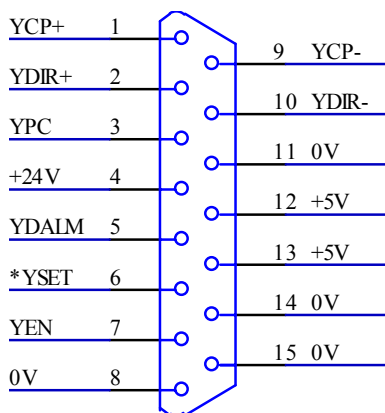 YCP+ 1
9 YCP-
YDIR+ 2
10 YDIR-
YPC 3
11 0V
+24V 4
12 +5V
YDALM 5
13 +5V
*YSET 6
14 0V
YEN 7
15 0V
0V 8